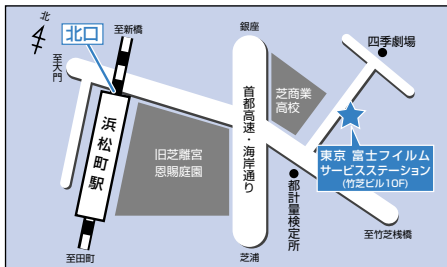 北
北口
至新橋
至大門
浜松町駅
至田町
旧芝離宮
恩賜庭園
銀座
首都高速・海岸通り
芝浦
芝商業
高校
四季劇場
東京 富士フイルム
サービスステーション
(竹芝ビル10F)
都計量検定所
至竹芝桟橋